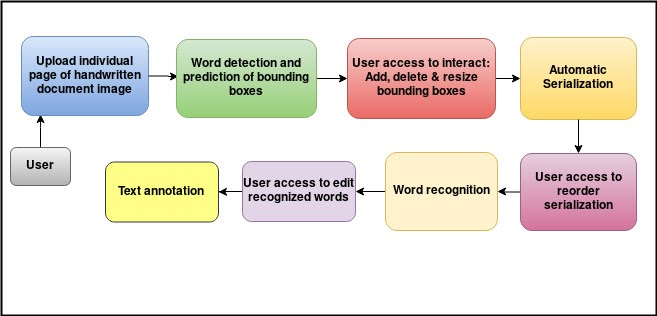 Upload individual
page of handwritten
document image
Word detection and
prediction of bounding
boxes
User access to interact:
Add, delete & resize
bounding boxes
Automatic
Serialization
User
Text annotation
User access to edit
recognized words
Word recognition
User access to
reorder
serialization